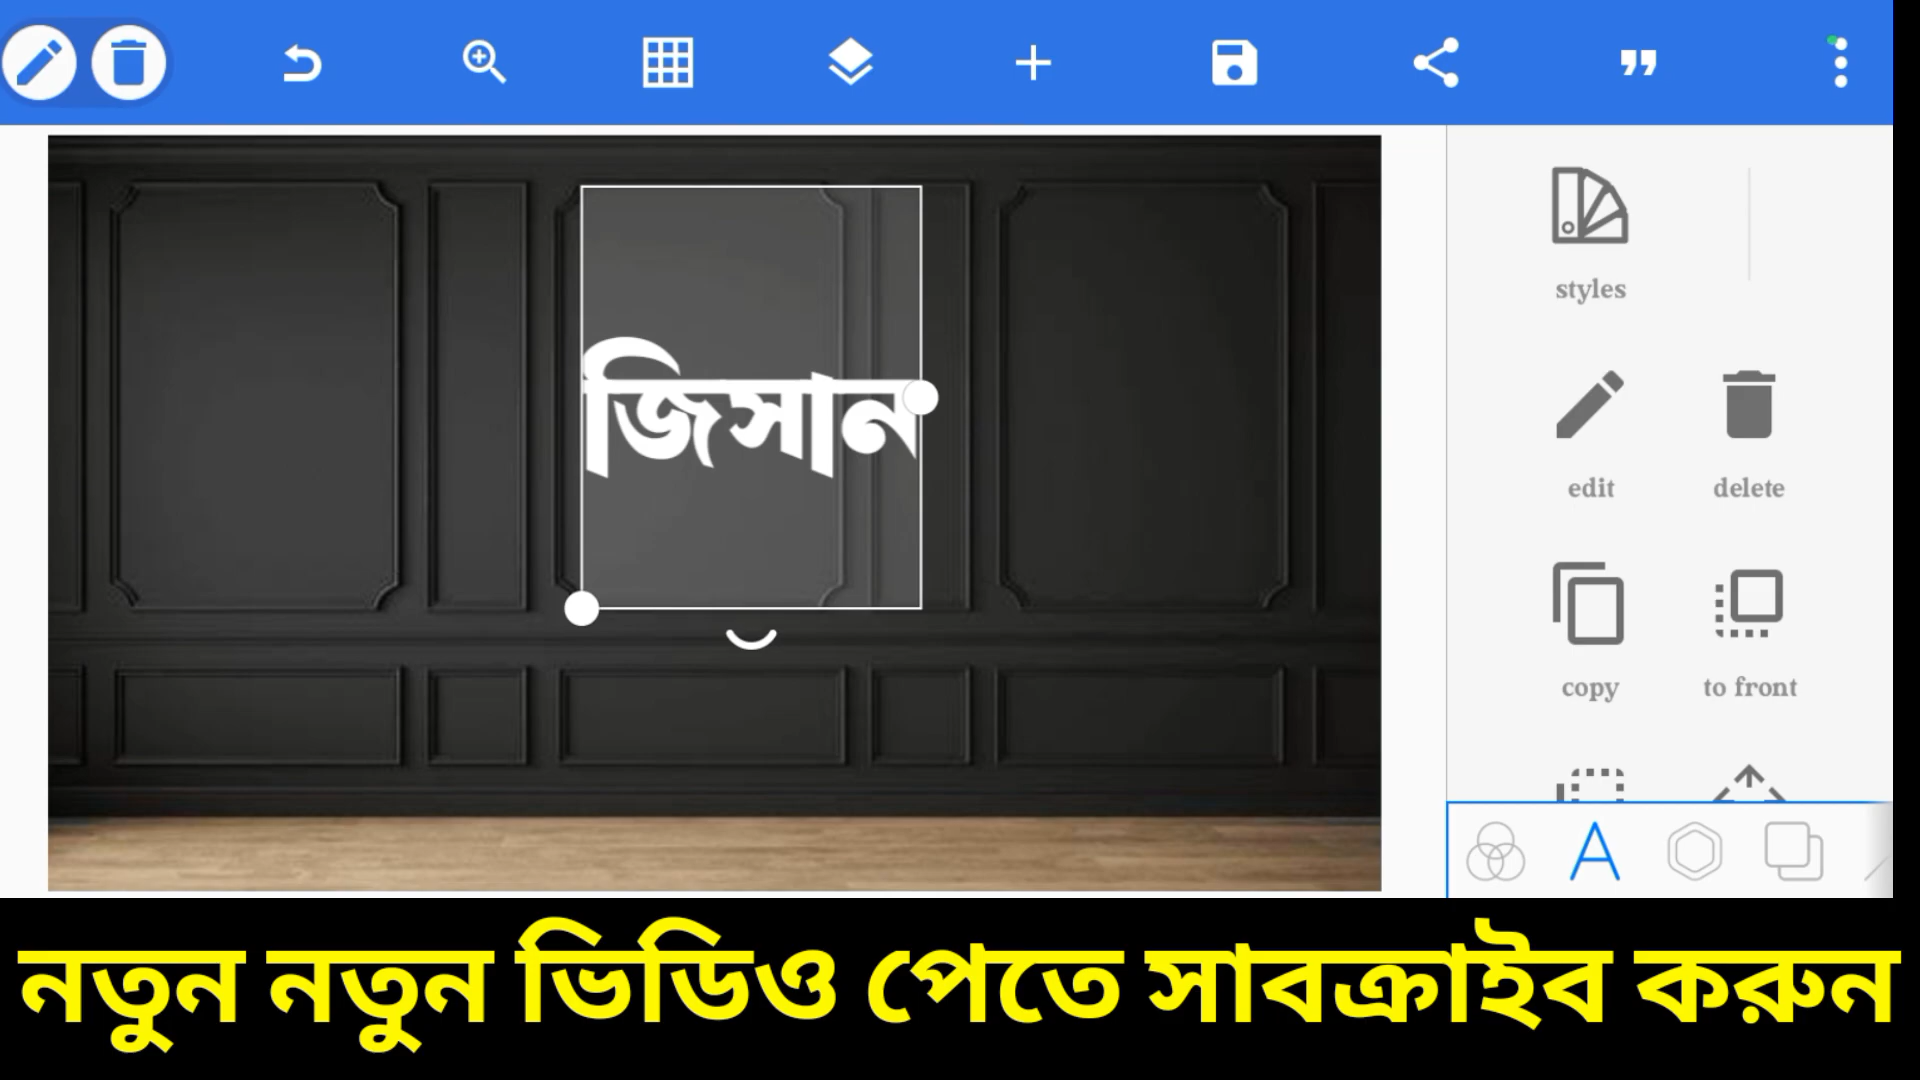 styles
জিসান
edit
delete
copy
to front
নতুন নতুন ভিডিও পেতে সাবক্রাইব করুন